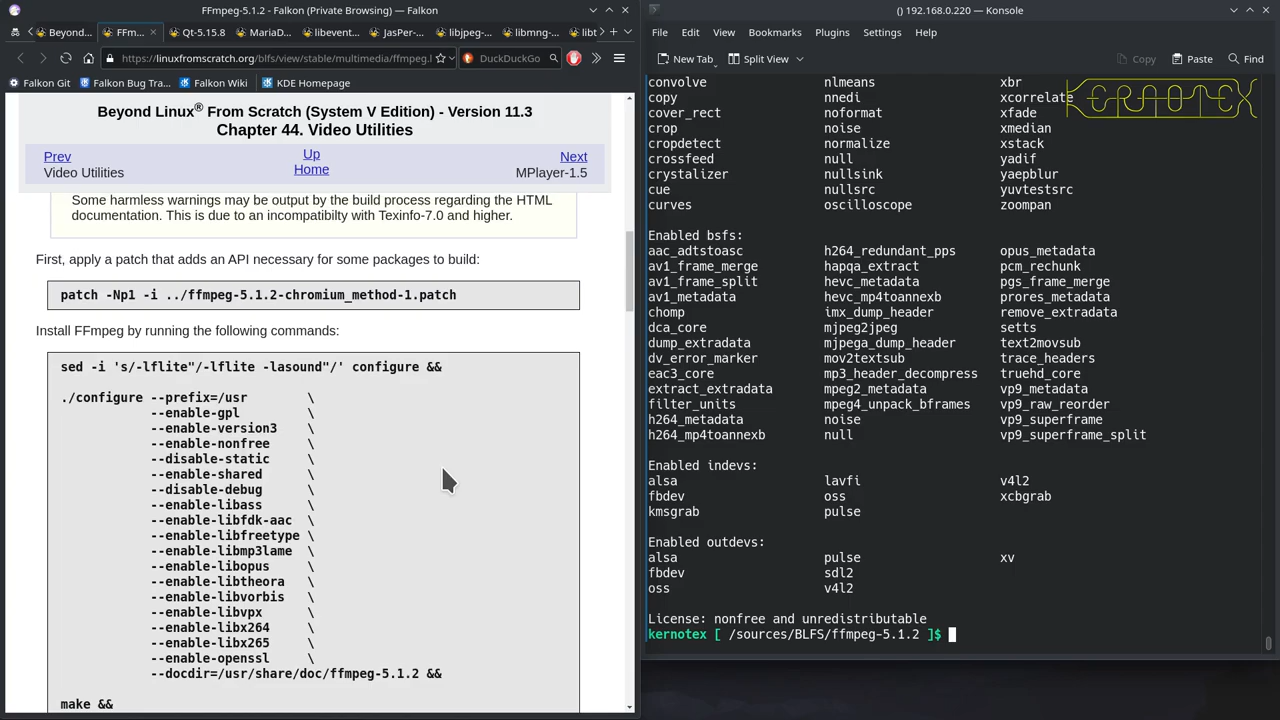 FFmpeg-5.1.2 - Falkon (Private Browsing) — Falkon
Beyond...
FFm...
Qt-5.15.8
MariaD...
libevent...
JasPer-...
libjpeg-...
libmng-...
libt
https://linuxfromscratch.org/blfs/view/stable/multimedia/ffmpeg.l
DuckDuckGo
Falkon Git
Falkon Bug Tra...
Falkon Wiki
KDE Homepage
Beyond Linux® From Scratch (System V Edition) - Version 11.3
Chapter 44. Video Utilities
Prev
Up
Next
Video Utilities
Home
MPlayer-1.5
Some harmless warnings may be output by the build process regarding the HTML
documentation. This is due to an incompatibilty with Texinfo-7.0 and higher.
First, apply a patch that adds an API necessary for some packages to build:
patch -Np1 -i ../ffmpeg-5.1.2-chromium_method-1.patch
Install FFmpeg by running the following commands:
sed -i 's/-lflite"/-lflite -lasound"/' configure &&
./configure --prefix=/usr \
--enable-gpl \
--enable-version3 \
--enable-nonfree \
--disable-static \
--enable-shared \
--disable-debug \
--enable-libass \
--enable-libfdk-aac \
--enable-libfreetype \
--enable-libmp3lame \
--enable-libopus \
--enable-libtheora \
--enable-libvorbis \
--enable-libvpx \
--enable-libx264 \
--enable-libx265 \
--enable-openssl \
--docdir=/usr/share/doc/ffmpeg-5.1.2 &&
make &&
() 192.168.0.220 — Konsole
File Edit View Bookmarks Plugins Settings Help
New Tab
Split View
Copy
Paste
Find
KERNOTEX
convolve nlmeans xbr
copy nnedi xcorrelate
cover_rect noformat xfade
crop noise xmedian
cropdetect normalize xstack
crossfeed null yadif
crystalizer nullsink yaepblur
cue nullsrc yuvtestsrc
curves oscilloscope zoompan
Enabled bsfs:
aac_adtstoasc h264_redundant_pps opus_metadata
av1_frame_merge hapqa_extract pcm_rechunk
av1_frame_split hevc_metadata pgs_frame_merge
av1_metadata hevc_mp4toannexb prores_metadata
chomp imx_dump_header remove_extradata
dca_core mjpeg2jpeg setts
dump_extradata mjpega_dump_header text2movsub
dv_error_marker mov2textsub trace_headers
eac3_core mp3_header_decompress truehd_core
extract_extradata mpeg2_metadata vp9_metadata
filter_units mpeg4_unpack_bframes vp9_raw_reorder
h264_metadata noise vp9_superframe
h264_mp4toannexb null vp9_superframe_split
Enabled indevs:
alsa lavfi v4l2
fbdev oss xcbgrab
kmsgrab pulse
Enabled outdevs:
alsa pulse xv
fbdev sdl2
oss v4l2
License: nonfree and unredistributable
kernotex [ /sources/BLFS/ffmpeg-5.1.2 ]$